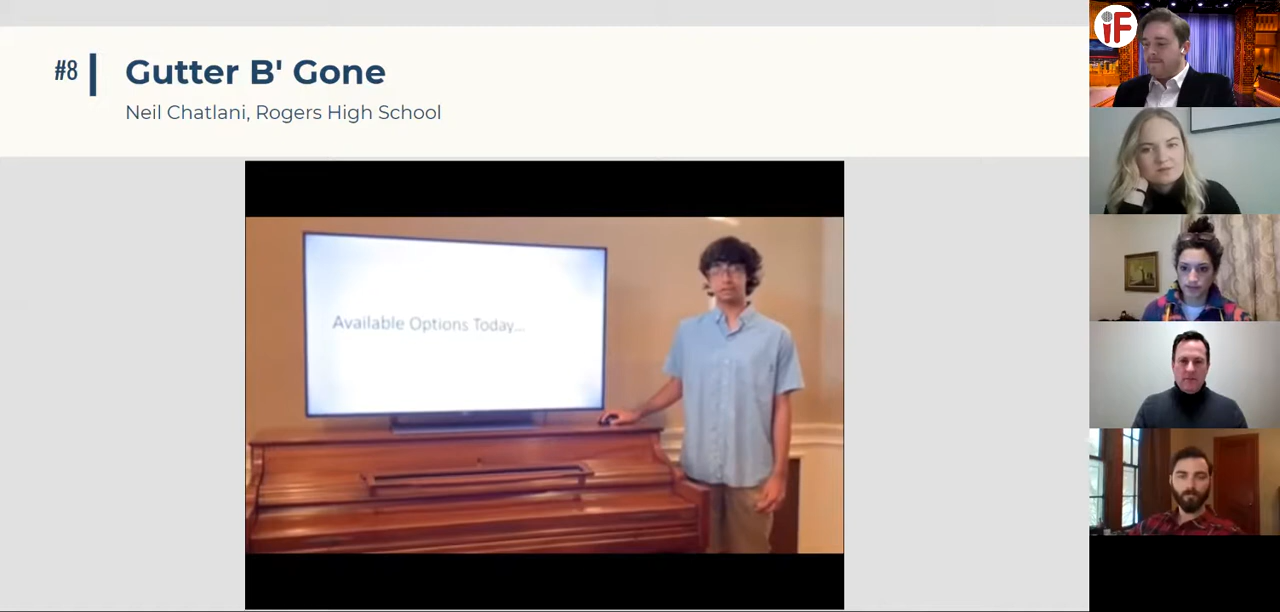 #8
Gutter B' Gone
Neil Chatlani, Rogers High School
Available Options Today...
iF